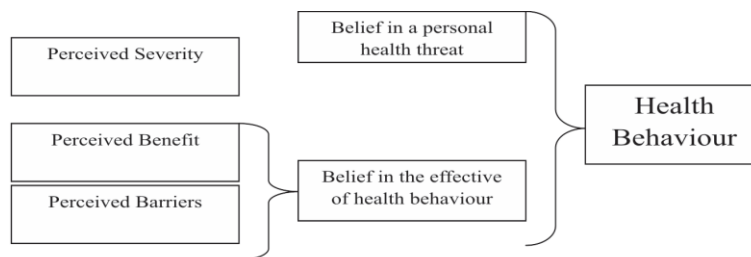 Perceived Severity
Perceived Benefit
Perceived Barriers
Belief in a personal
health threat
Belief in the effective
of health behaviour
Health
Behaviour